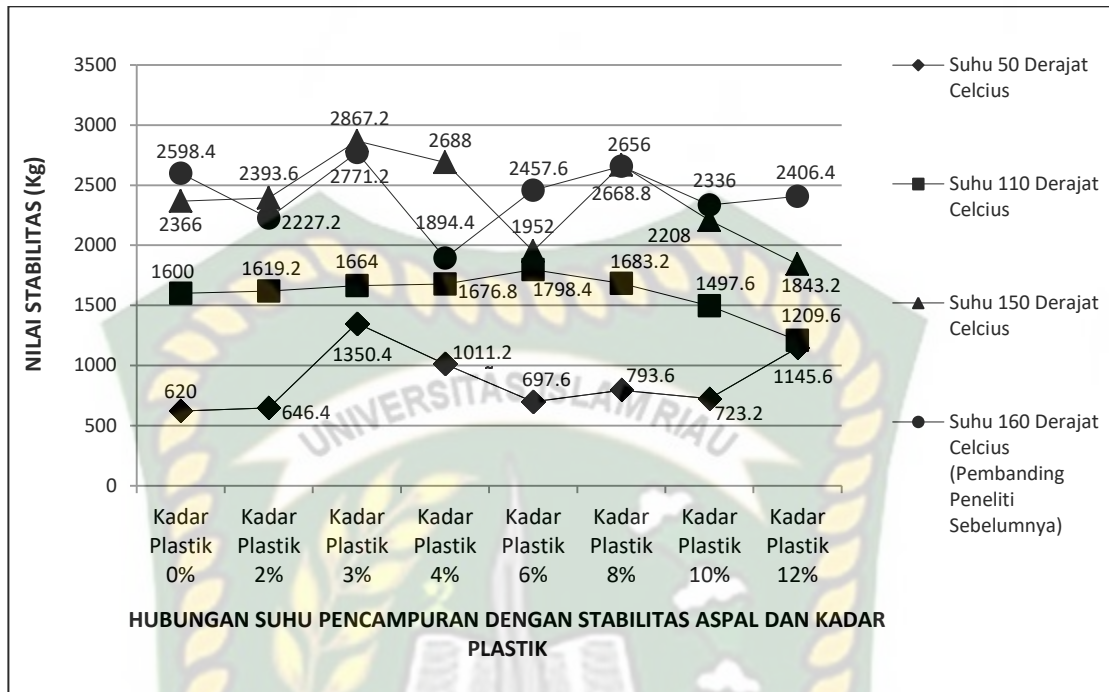 3500
3000
2500
2000
1500
1000
500
0
NILAI STABILITAS (Kg)
2598.4
2366
2393.6
2227.2
2867.2
2771.2
2688
1894.4
2457.6
1952
2656
2668.8
2336
2208
2406.4
1843.2
1600
1619.2
1664
1676.8
1798.4
1683.2
1497.6
1209.6
620
646.4
1350.4
1011.2
697.6
793.6
723.2
1145.6
UNIVERSITAS ISLAM RIAU
Kadar
Plastik
0%
Kadar
Plastik
2%
Kadar
Plastik
3%
Kadar
Plastik
4%
Kadar
Plastik
6%
Kadar
Plastik
8%
Kadar
Plastik
10%
Kadar
Plastik
12%
HUBUNGAN SUHU PENCAMPURAN DENGAN STABILITAS ASPAL DAN KADAR
PLASTIK
Suhu 50 Derajat
Celcius
Suhu 110 Derajat
Celcius
Suhu 150 Derajat
Celcius
Suhu 160 Derajat
Celcius
(Pembanding
Peneliti
Sebelumnya)